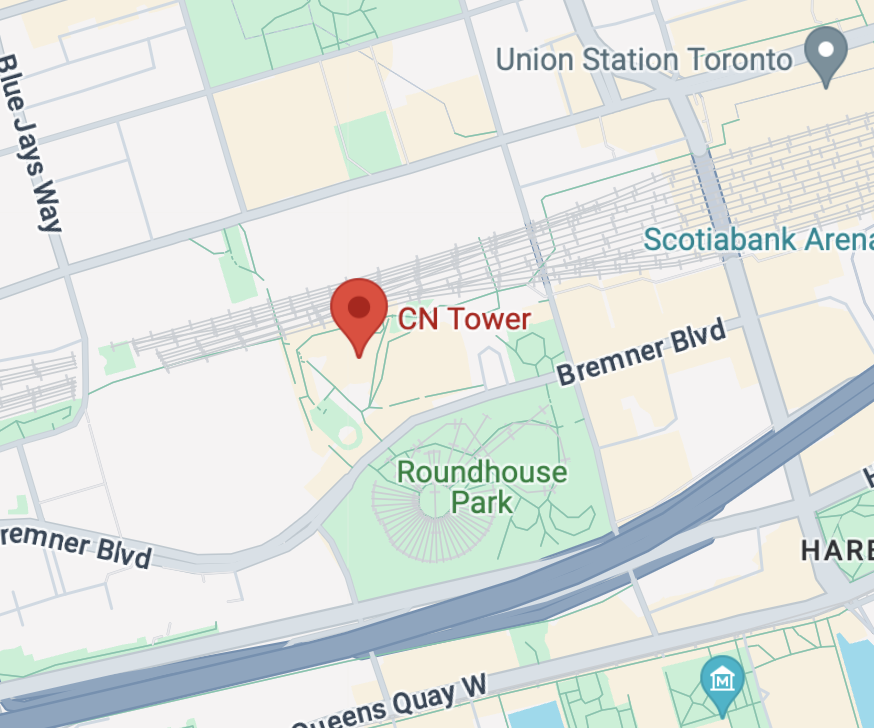 Union Station Toronto
Blue Jays Way
Scotiabank Arena
CN Tower
Bremner Blvd
Roundhouse
Park
remner Blvd
HARB
Queens Quay W
M